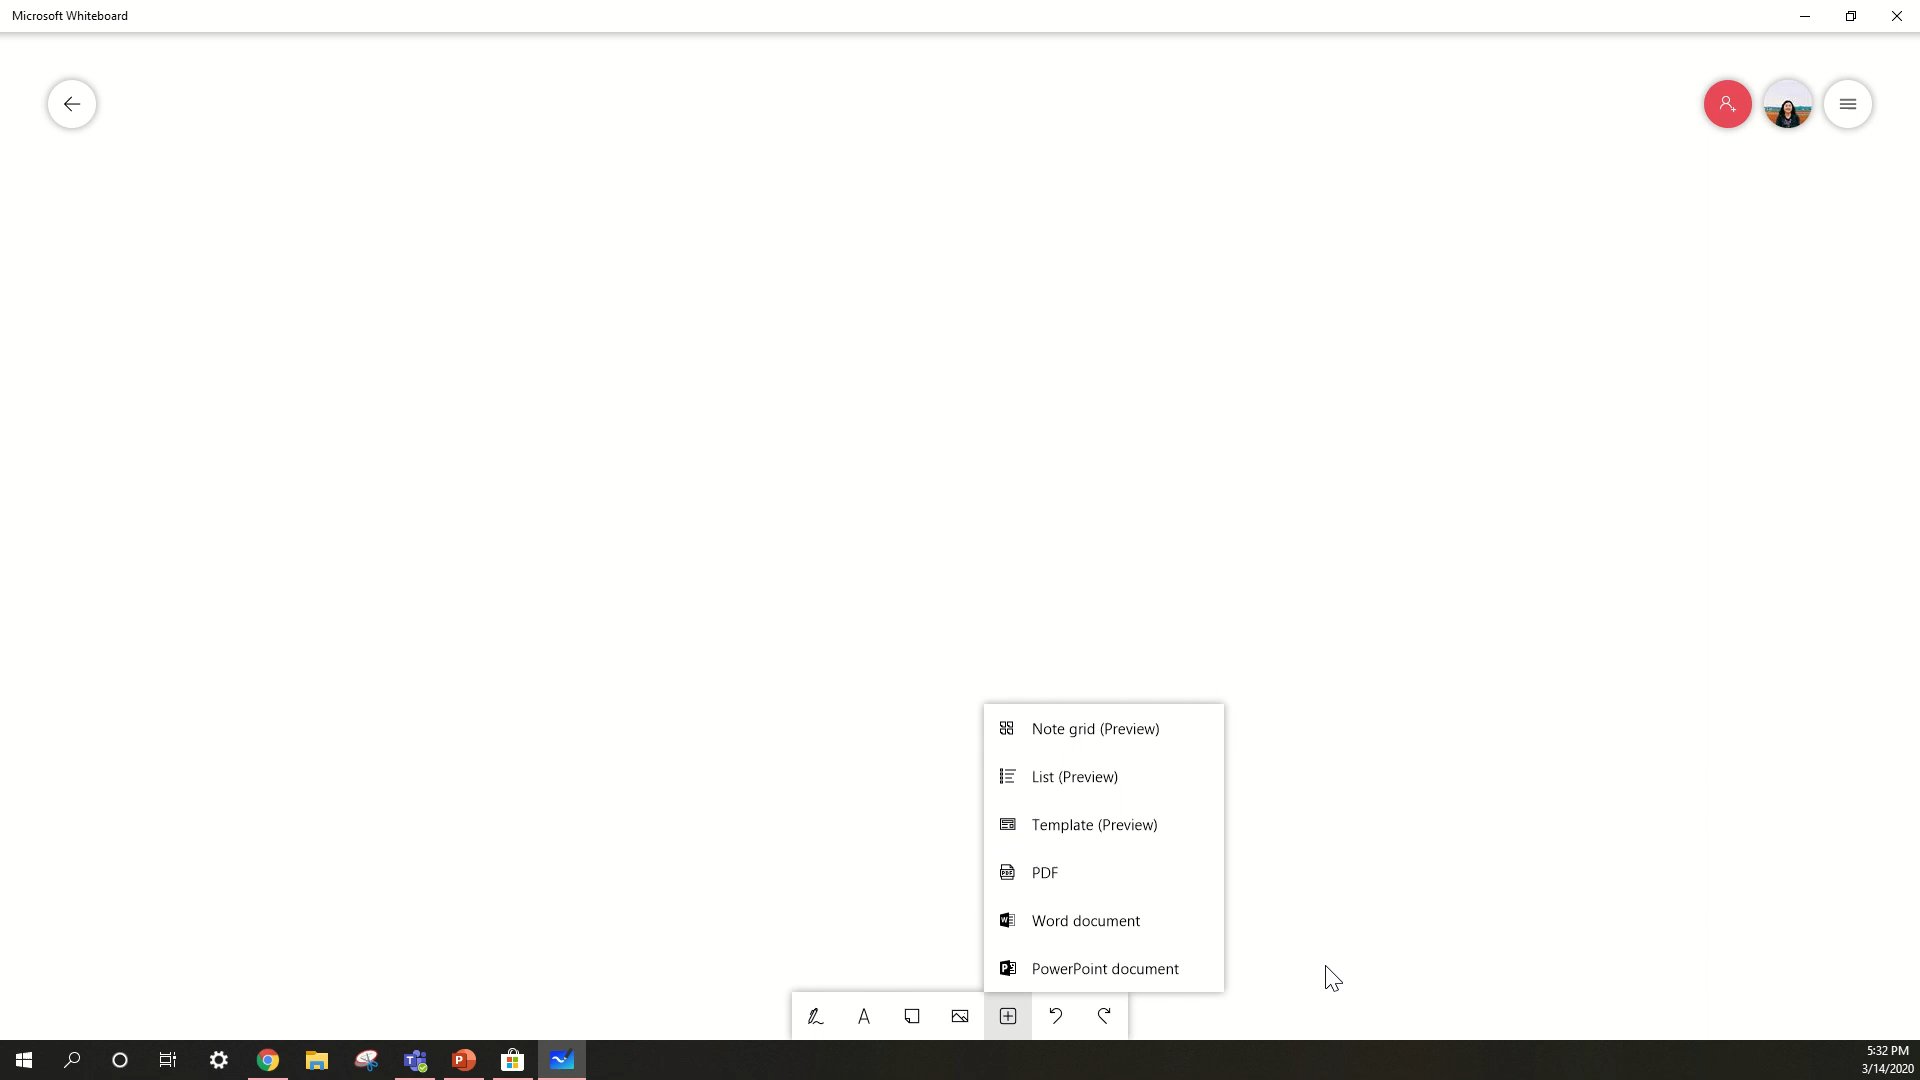 Microsoft Whiteboard
Note grid (Preview)
List (Preview)
Template (Preview)
PDF
Word document
PowerPoint document
5:32 PM
3/14/2020